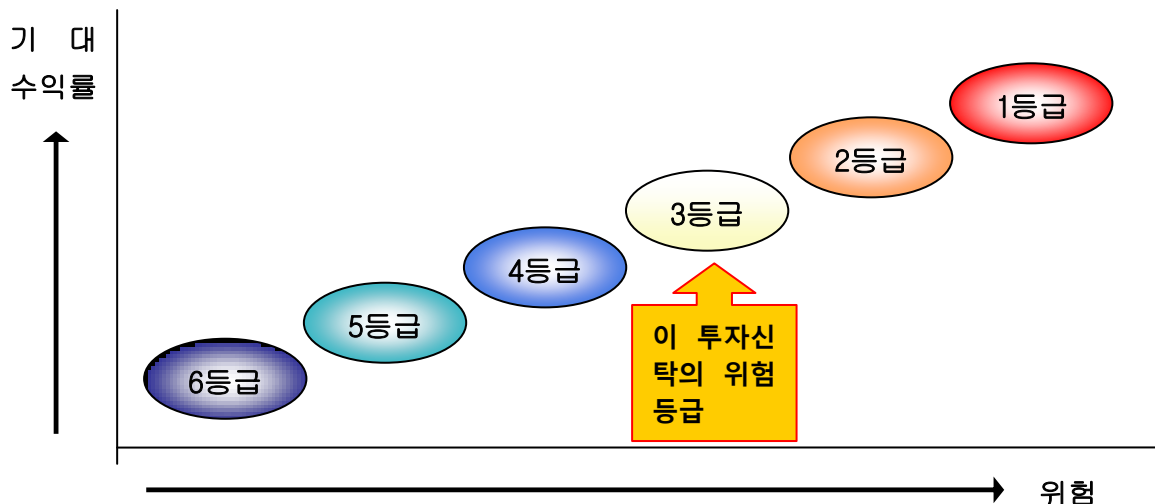 기 대
수익률
1등급
2등급
3등급
4등급
5등급
6등급
이 투자신
탁의 위험
등급
위험